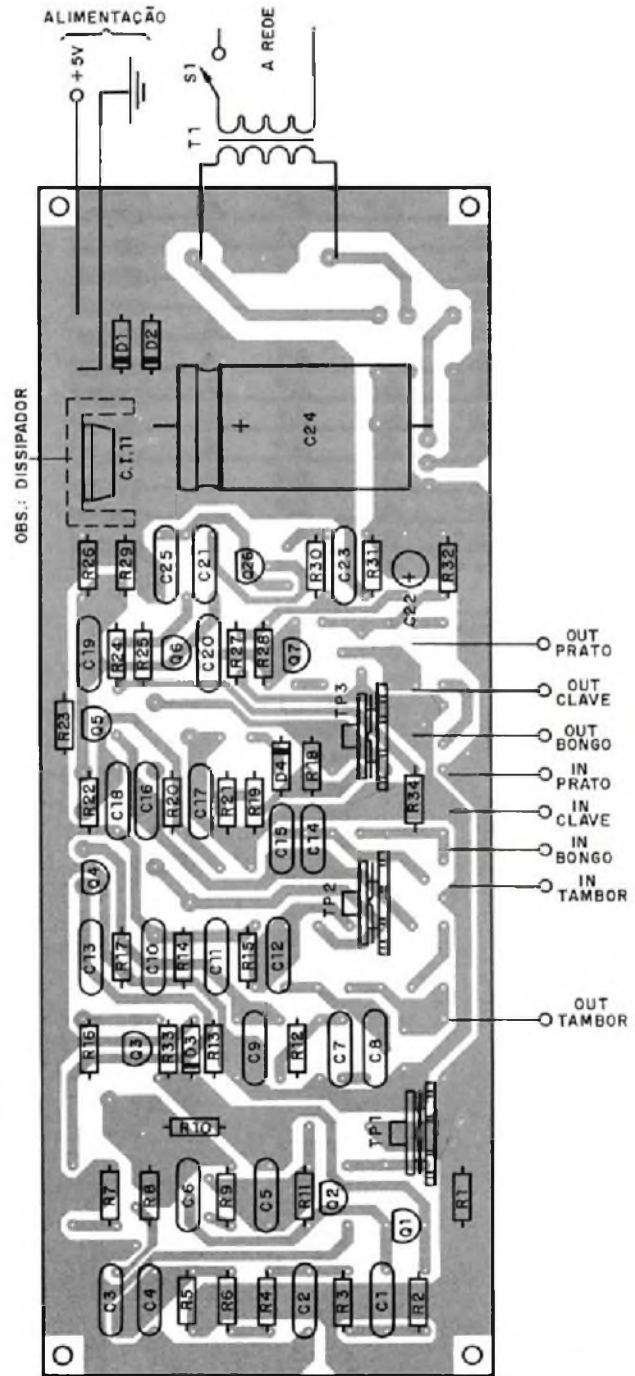 ALIMENTAÇÃO
+5V
S1
A REDE
T1
D1
D2
OBS.: DISSIPADOR
C.I.11
+
C24
R26
R29
C25
C21
Q26
R30
C23
R31
+
C22
R32
C19
R24
R25
Q6
C20
R27
R28
Q7
OUT
PRATO
OUT
CLAVE
TP3
R23
Q5
OUT
BONGO
D4
R18
IN
PRATO
R22
C18
C16
R20
C17
R21
R19
R34
IN
CLAVE
C15
C14
IN
BONGO
Q4
TP2
IN
TAMBOR
C13
R17
C10
R14
C11
R15
C12
OUT
TAMBOR
R16
Q3
R33
D3
R13
C9
R12
C7
C8
R10
TP1
R7
R8
C6
R9
C5
R11
Q2
Q1
R1
C3
C4
R5
R6
R4
C2
R3
C1
R2